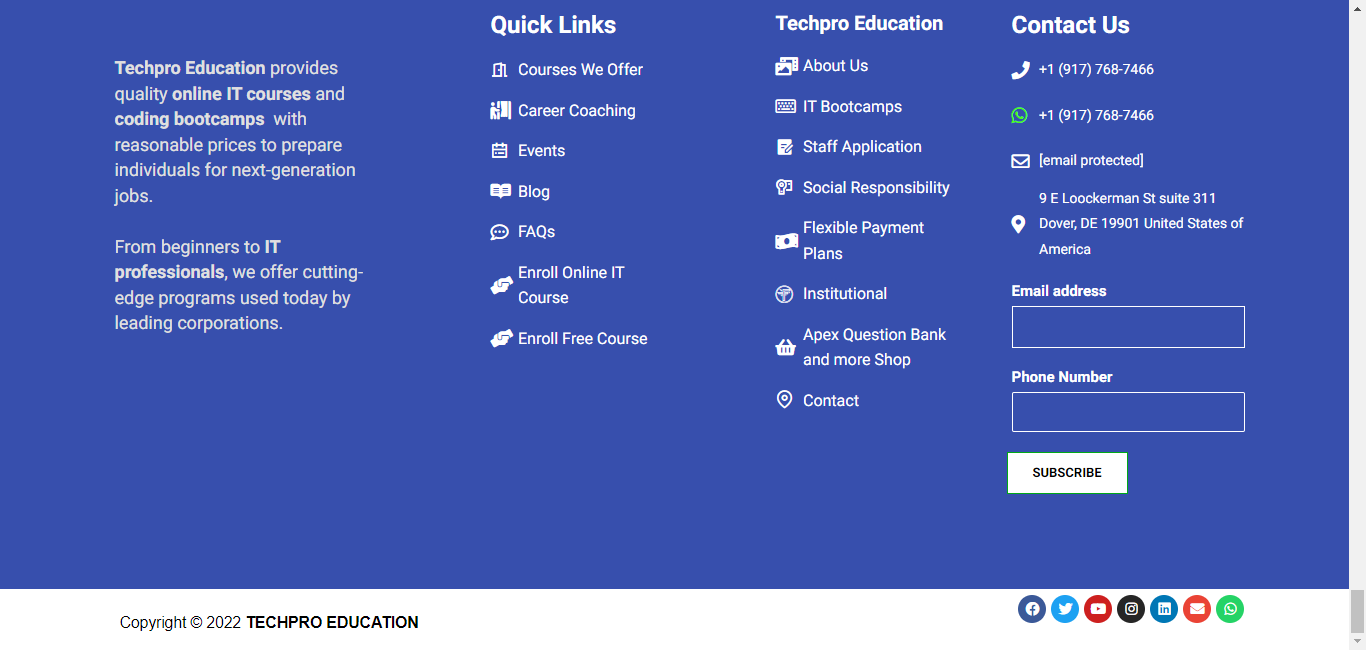 Techpro Education provides
quality online IT courses and
coding bootcamps with
reasonable prices to prepare
individuals for next-generation
jobs.
From beginners to IT
professionals, we offer cutting-
edge programs used today by
leading corporations.
Quick Links
Courses We Offer
Career Coaching
Events
Blog
FAQs
Enroll Online IT
Course
Enroll Free Course
Techpro Education
About Us
IT Bootcamps
Staff Application
Social Responsibility
Flexible Payment
Plans
Institutional
Apex Question Bank
and more Shop
Contact
Contact Us
+1 (917) 768-7466
+1 (917) 768-7466
[email protected]
9 E Loockerman St suite 311
Dover, DE 19901 United States of
America
Email address
Phone Number
SUBSCRIBE
Copyright © 2022 TECHPRO EDUCATION